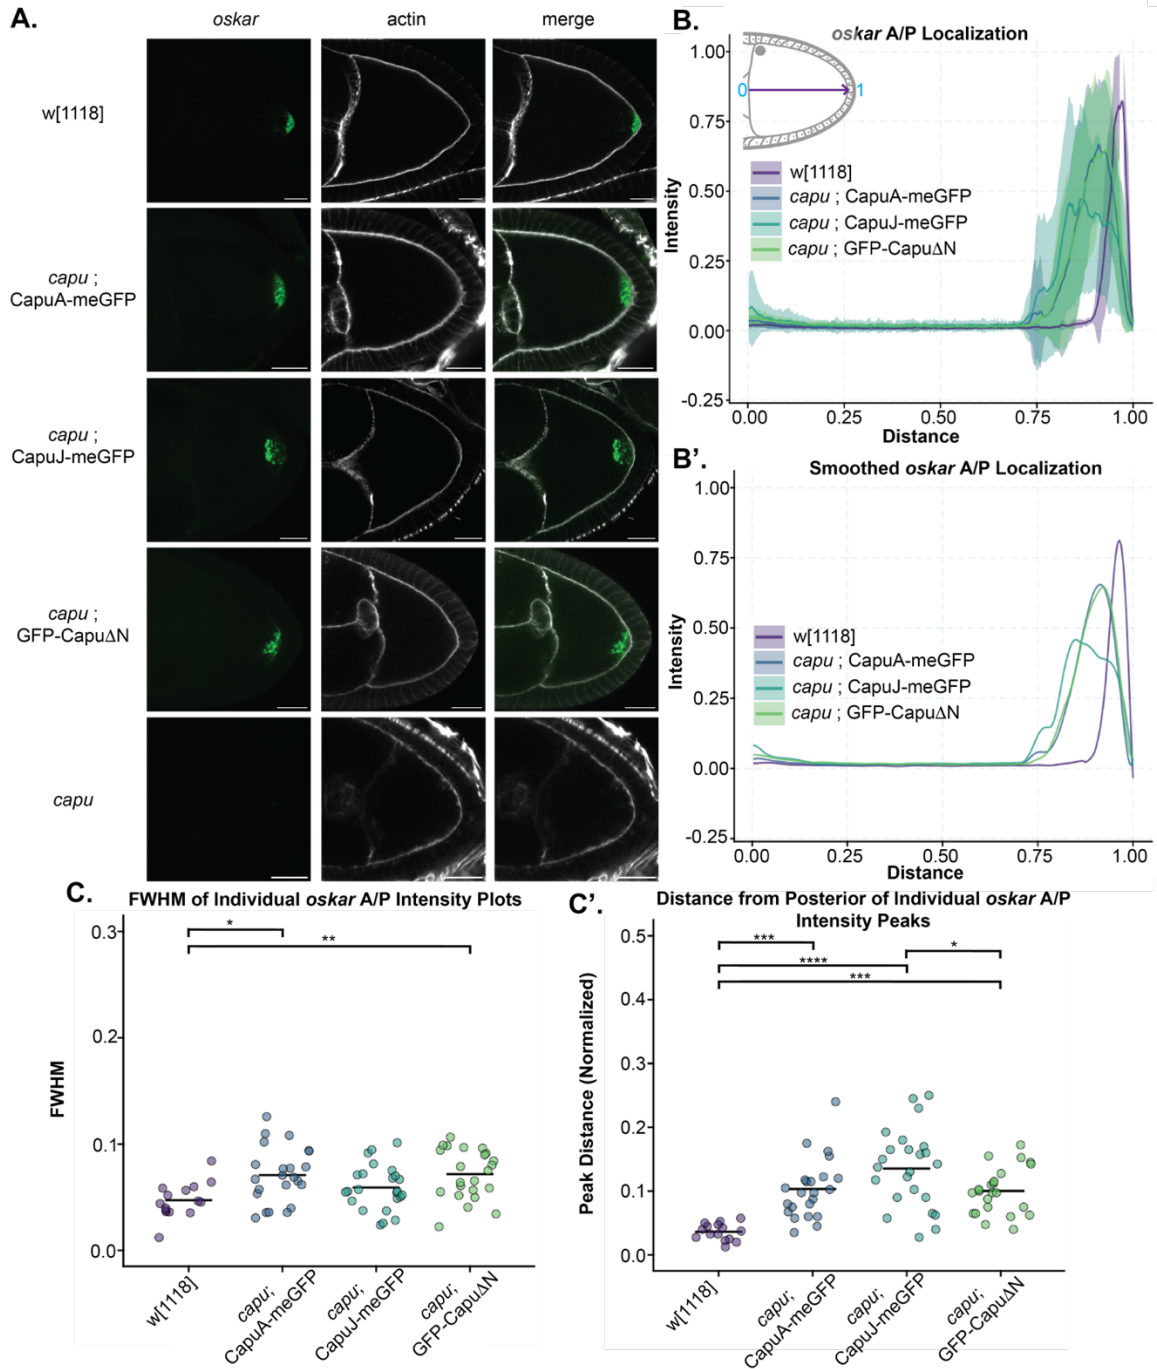 A.
oskar actin merge
w[1118]
capu ;
CapuA-meGFP
capu ;
CapuJ-meGFP
capu ;
GFP-Capu∆N
capu
B.
oskar A/P Localization
1.00
0.75
0.50
0.25
0.00
-0.25
Intensity
0 1
w[1118]
capu ; CapuA-meGFP
capu ; CapuJ-meGFP
capu ; GFP-Capu∆N
0.00 0.25 0.50 0.75 1.00
Distance
B'.
Smoothed oskar A/P Localization
1.00
0.75
0.50
0.25
0.00
-0.25
Intensity
w[1118]
capu ; CapuA-meGFP
capu ; CapuJ-meGFP
capu ; GFP-Capu∆N
0.00 0.25 0.50 0.75 1.00
Distance
C.
FWHM of Individual oskar A/P Intensity Plots
0.3
0.2
0.1
0.0
FWHM
*
**
w[1118]
capu;
CapuA-meGFP
capu;
CapuJ-meGFP
capu;
GFP-Capu∆N
C'.
Distance from Posterior of Individual oskar A/P
Intensity Peaks
0.5
0.4
0.3
0.2
0.1
0.0
Peak Distance (Normalized)
***
*
****
***
w[1118]
capu;
CapuA-meGFP
capu;
CapuJ-meGFP
capu;
GFP-Capu∆N